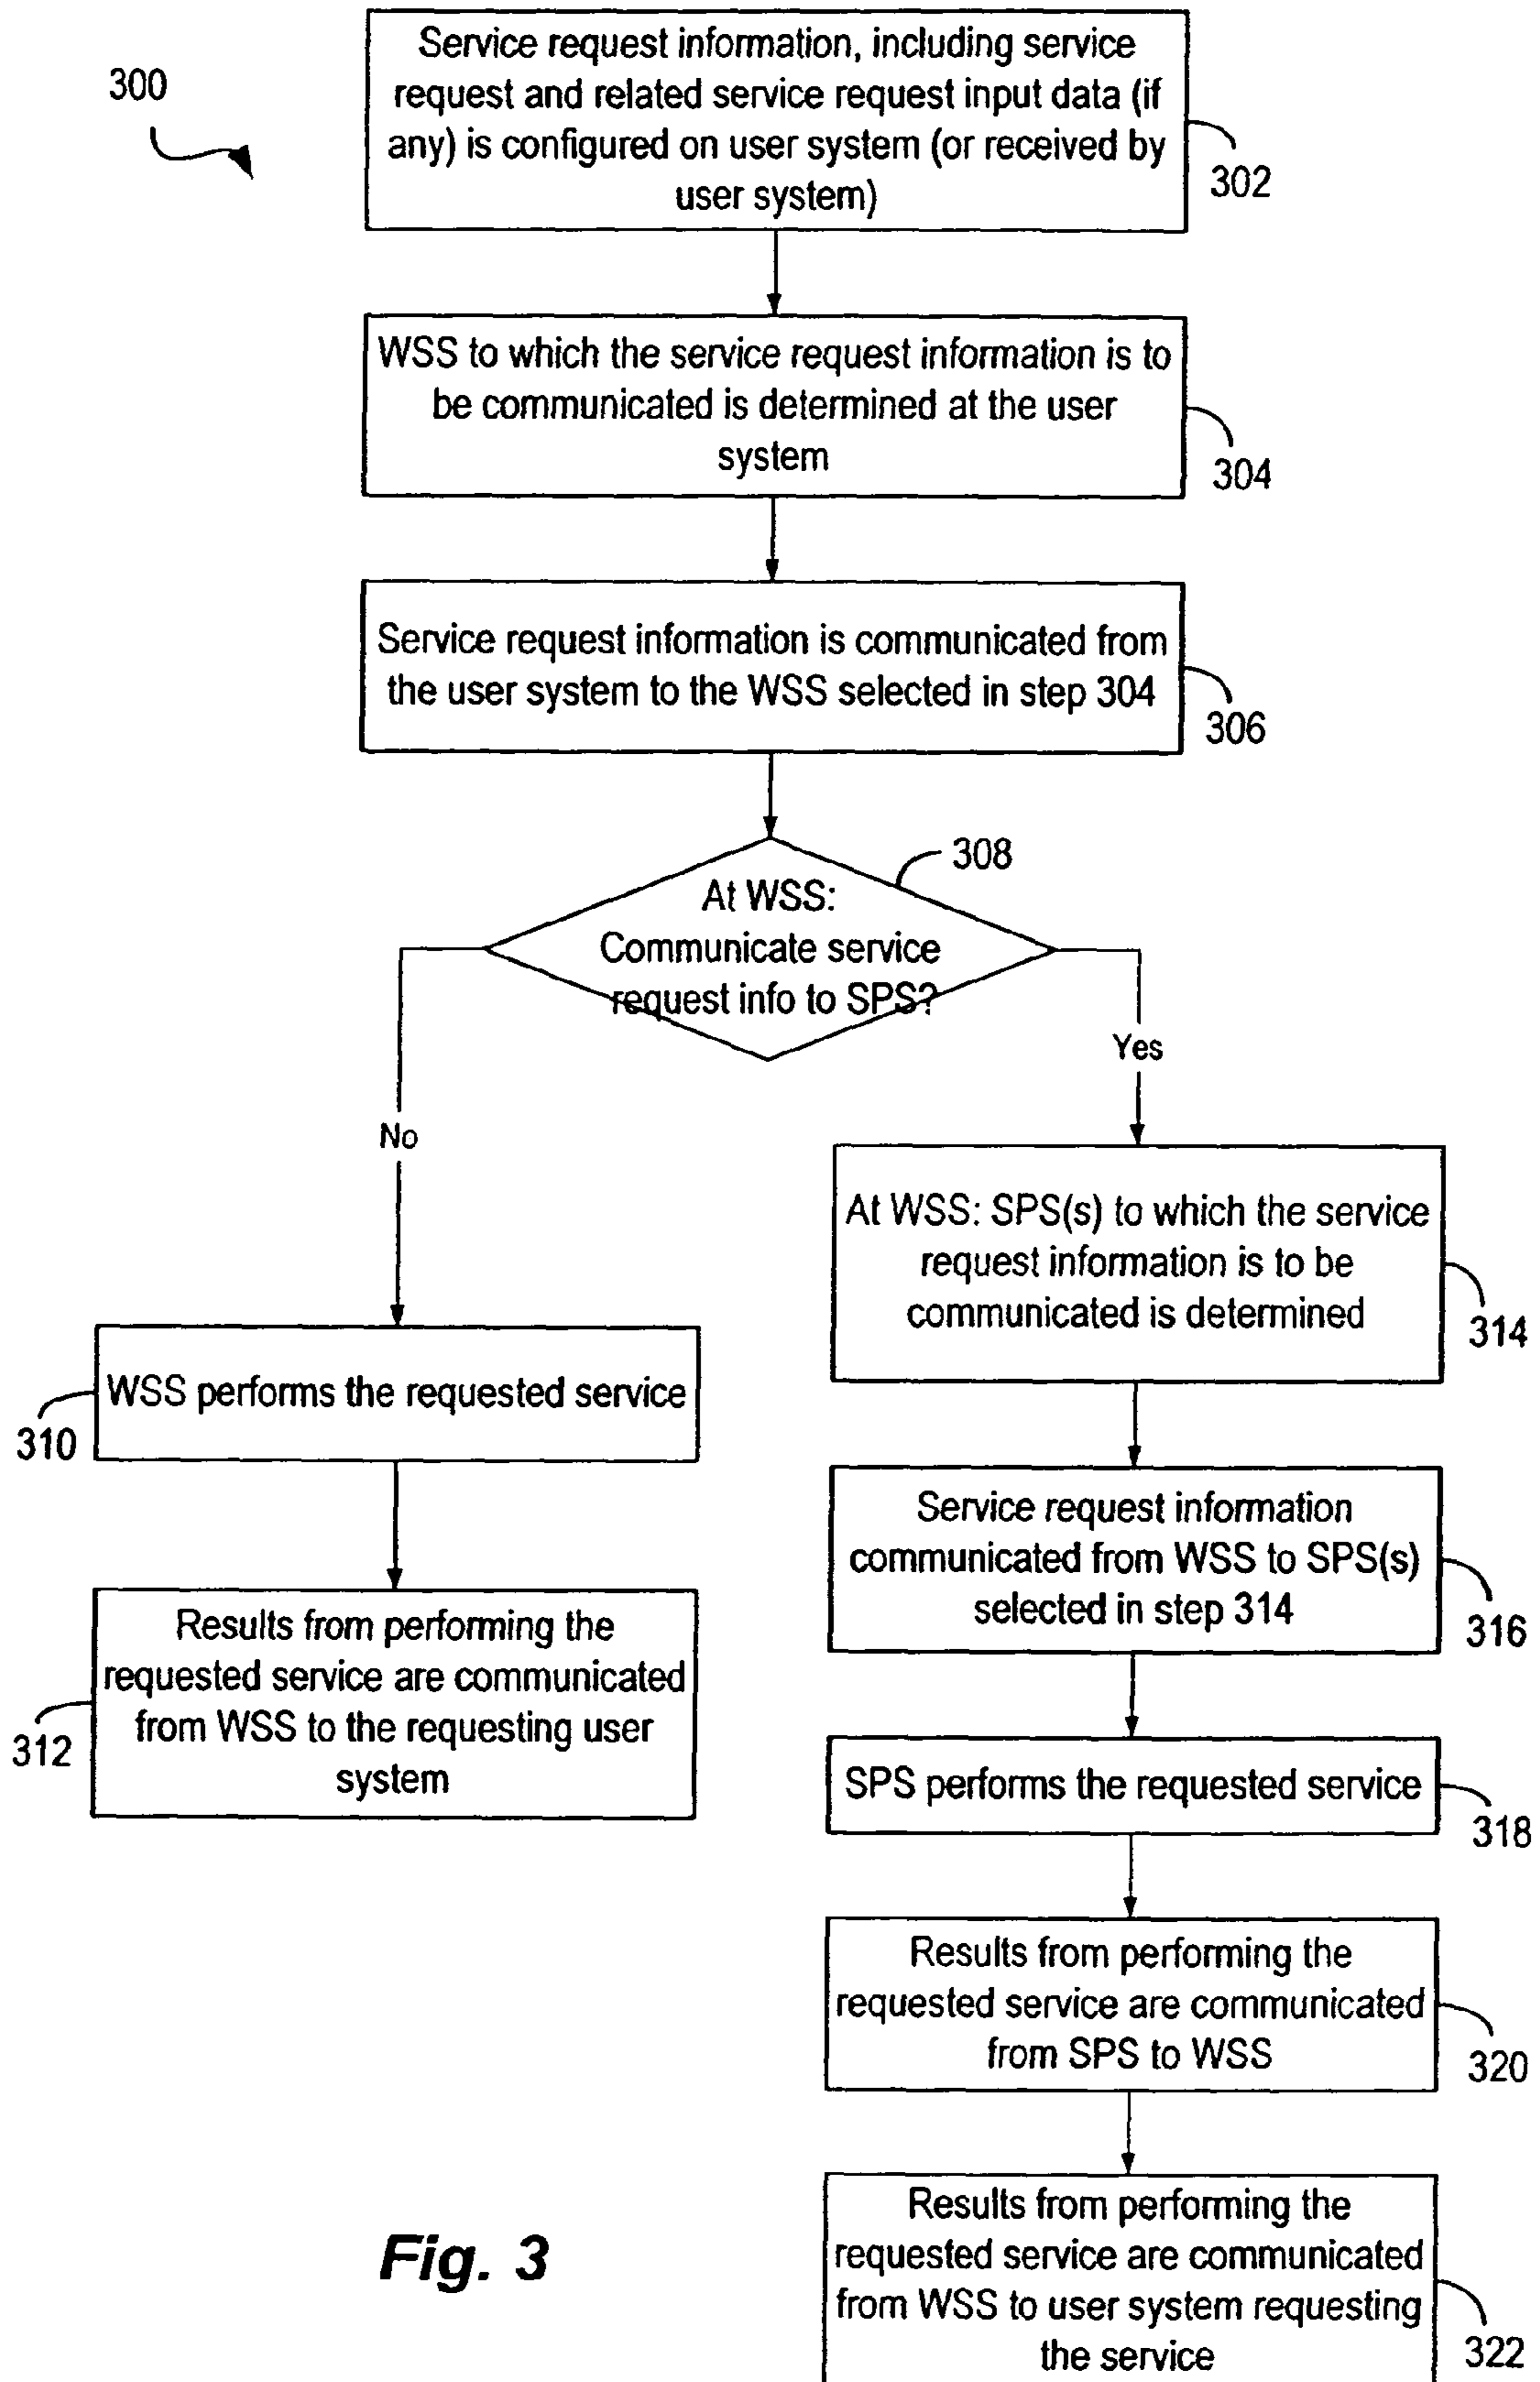 300
Service request information, including service
request and related service request input data (if
any) is configured on user system (or received by
user system)
302
WSS to which the service request information is to
be communicated is determined at the user
system
304
Service request information is communicated from
the user system to the WSS selected in step 304
306
308
At WSS:
Communicate service
request info to SPS?
Yes
No
At WSS: SPS(s) to which the service
request information is to be
communicated is determined
314
WSS performs the requested service
310
Service request information
communicated from WSS to SPS(s)
selected in step 314
316
Results from performing the
requested service are communicated
from WSS to the requesting user
system
312
SPS performs the requested service
318
Results from performing the
requested service are communicated
from SPS to WSS
320
Results from performing the
requested service are communicated
from WSS to user system requesting
the service
322
Fig. 3